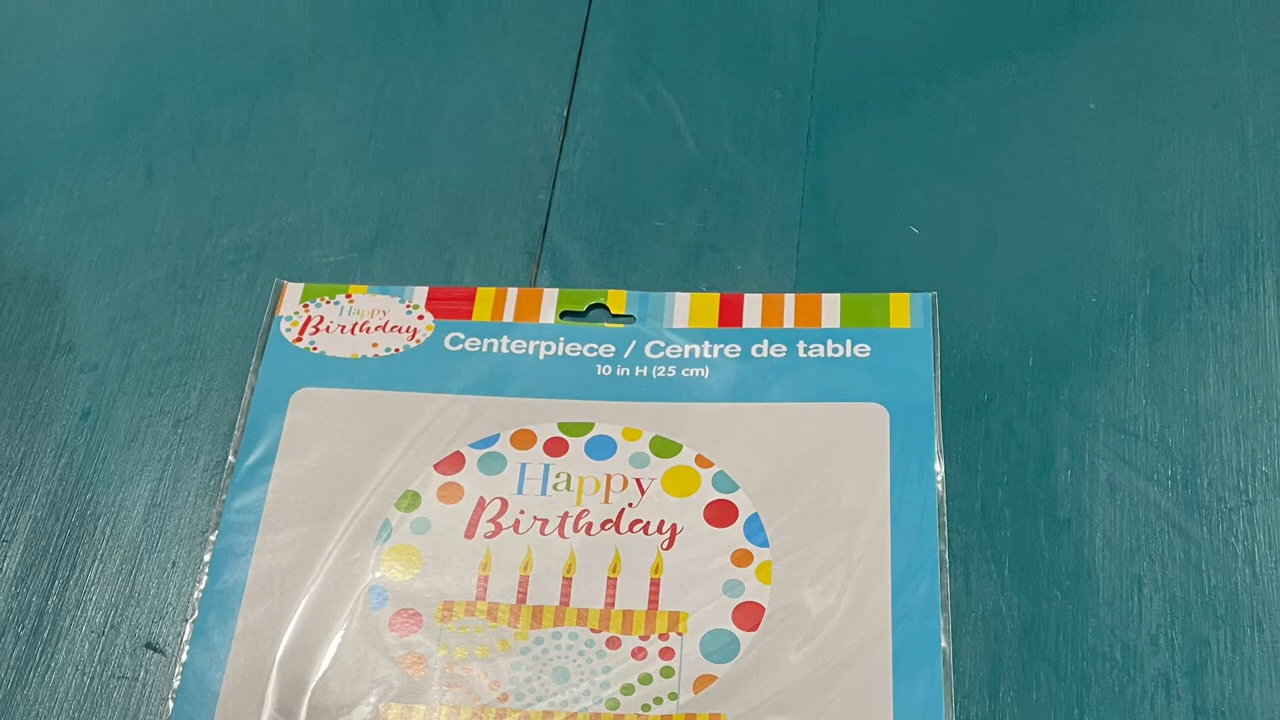 Happy
Birthday
Centerpiece / Centre de table
10 in H (25 cm)
Happy
Birthday